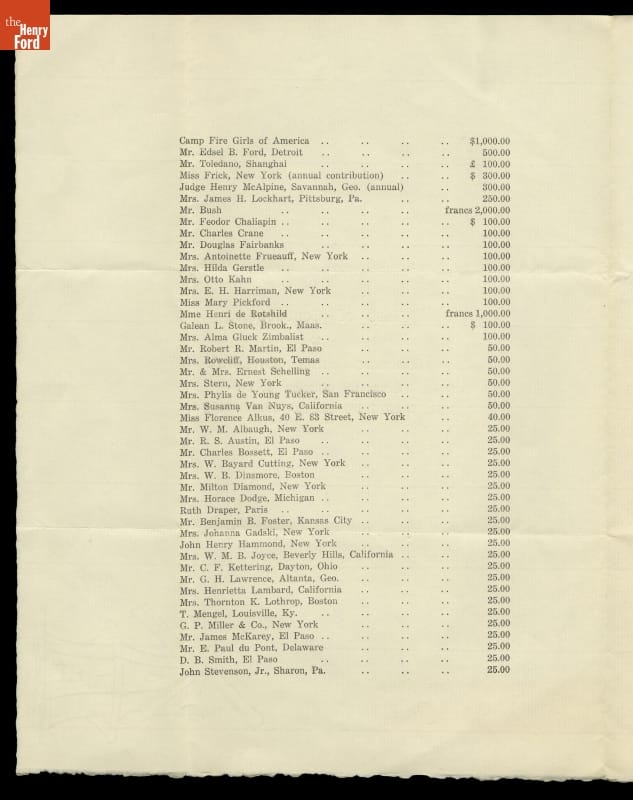 the
Henry
Ford
Camp Fire Girls of America .. .. .. .. $1,000.00
Mr. Edsel B. Ford, Detroit .. .. .. .. 500.00
Mr. Toledano, Shanghai .. .. .. .. £ 100.00
Miss Frick, New York (annual contribution) .. .. $ 300.00
Judge Henry McAlpine, Savannah, Geo. (annual) .. 300.00
Mrs. James H. Lockhart, Pittsburg, Pa. .. .. 250.00
Mr. Bush .. .. .. .. francs 2,000.00
Mr. Feodor Chaliapin .. .. .. .. .. $ 100.00
Mr. Charles Crane .. .. .. .. .. 100.00
Mr. Douglas Fairbanks .. .. .. .. 100.00
Mrs. Antoinette Frueauff, New York .. .. .. 100.00
Mrs. Hilda Gerstle .. .. .. .. .. 100.00
Mrs. Otto Kahn .. .. .. .. .. 100.00
Mrs. E. H. Harriman, New York .. .. .. 100.00
Miss Mary Pickford .. .. .. .. .. 100.00
Mme Henri de Rotshild .. .. .. francs 1,000.00
Galean L. Stone, Brook., Maas. .. .. .. $ 100.00
Mrs. Alma Gluck Zimbalist .. .. .. .. 100.00
Mr. Robert R. Martin, El Paso .. .. .. 50.00
Mrs. Rowcliff, Houston, Temas .. .. .. 50.00
Mr. & Mrs. Ernest Schelling .. .. .. .. 50.00
Mrs. Stern, New York .. .. .. .. 50.00
Mrs. Phylis de Young Tucker, San Francisco .. .. 50.00
Mrs. Susanna Van Nuys, California .. .. .. 50.00
Miss Florence Alkus, 40 E. 83 Street, New York .. 40.00
Mr. W. M. Albaugh, New York .. .. .. 25.00
Mr. R. S. Austin, El Paso .. .. .. .. 25.00
Mr. Charles Bossett, El Paso .. .. .. .. 25.00
Mrs. W. Bayard Cutting, New York .. .. .. 25.00
Mrs. W. B. Dinsmore, Boston .. .. .. 25.00
Mr. Milton Diamond, New York .. .. .. 25.00
Mrs. Horace Dodge, Michigan .. .. .. .. 25.00
Ruth Draper, Paris .. .. .. .. .. 25.00
Mr. Benjamin B. Foster, Kansas City .. .. .. 25.00
Mrs. Johanna Gadski, New York .. .. .. 25.00
John Henry Hammond, New York .. .. .. 25.00
Mrs. W. M. B. Joyce, Beverly Hills, California .. .. 25.00
Mr. C. F. Kettering, Dayton, Ohio .. .. .. 25.00
Mr. G. H. Lawrence, Altanta, Geo. .. .. .. 25.00
Mrs. Henrietta Lambard, California .. .. .. 25.00
Mrs. Thornton K. Lothrop, Boston .. .. .. 25.00
T. Mengel, Louisville, Ky. .. .. .. .. 25.00
G. P. Miller & Co., New York .. .. .. 25.00
Mr. James McKarey, El Paso .. .. .. .. 25.00
Mr. E. Paul du Pont, Delaware .. .. .. 25.00
D. B. Smith, El Paso .. .. .. .. 25.00
John Stevenson, Jr., Sharon, Pa. .. .. .. 25.00